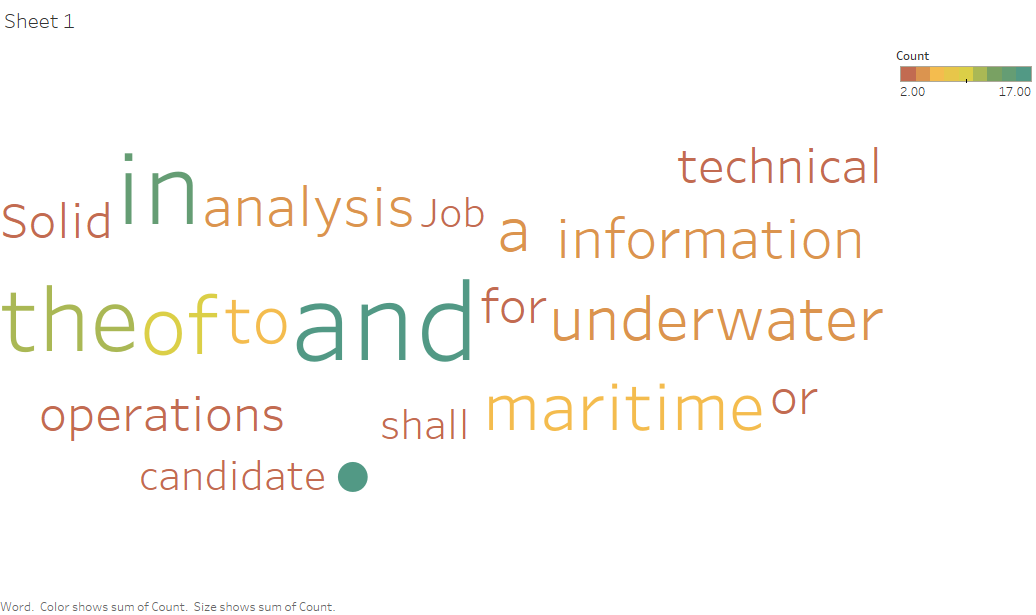 Sheet 1
Count
2.00 17.00
technical
Solid in analysis Job
a information
the of to and for underwater
operations shall maritime or
candidate
Word. Color shows sum of Count. Size shows sum of Count.